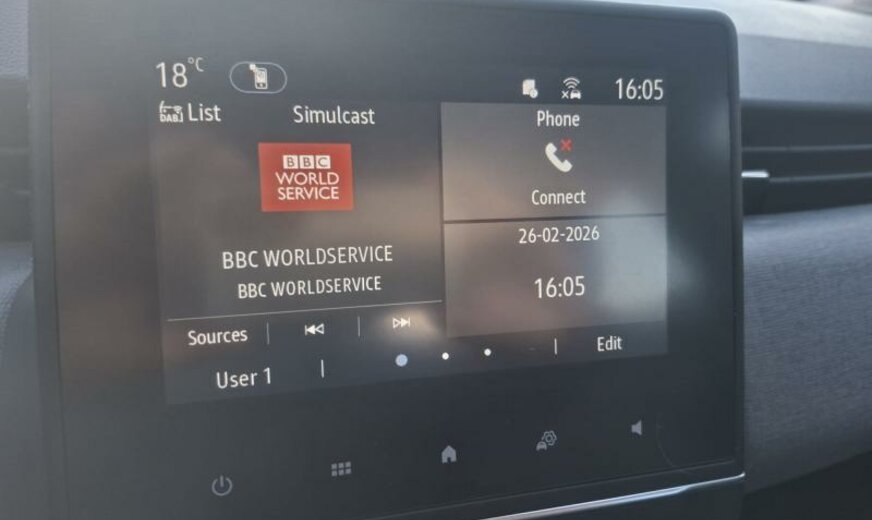 18°C
16:05
DAB List
Simulcast
BBC
WORLD
SERVICE
BBC WORLDSERVICE
BBC WORLDSERVICE
Sources
User 1
Phone
Connect
26-02-2026
16:05
Edit